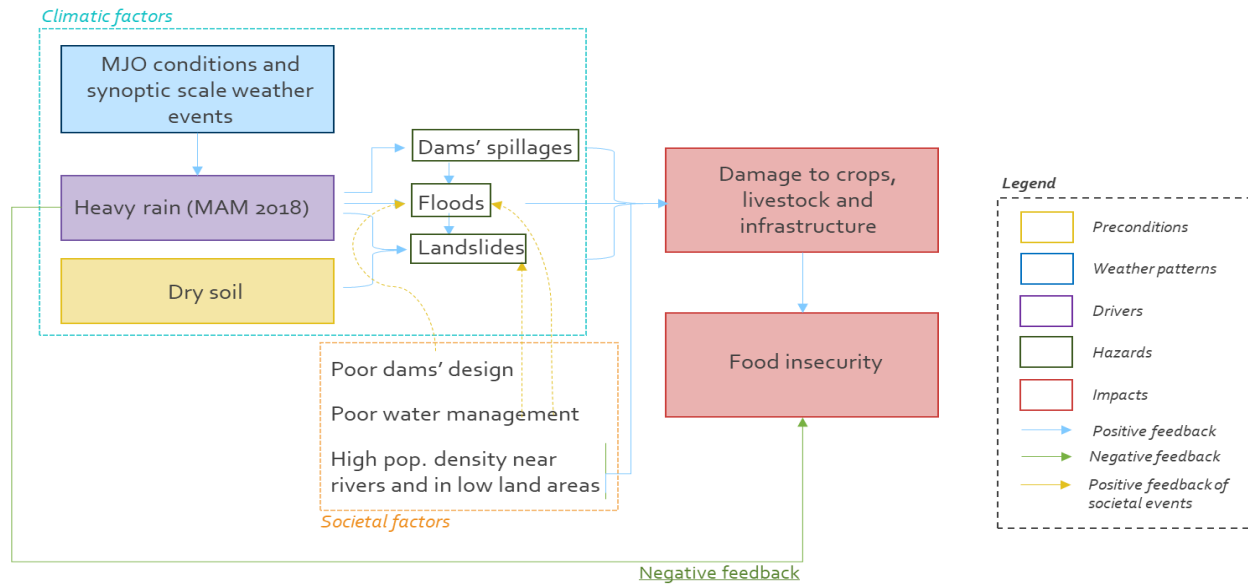 Climatic factors
MJO conditions and
synoptic scale weather
events
Heavy rain (MAM 2018)
Dry soil
Dams' spillages
Floods
Landslides
Damage to crops,
livestock and
infrastructure
Food insecurity
Poor dams' design
Poor water management
High pop. density near
rivers and in low land areas
Societal factors
Negative feedback
Legend
Preconditions
Weather patterns
Drivers
Hazards
Impacts
Positive feedback
Negative feedback
Positive feedback of
societal events